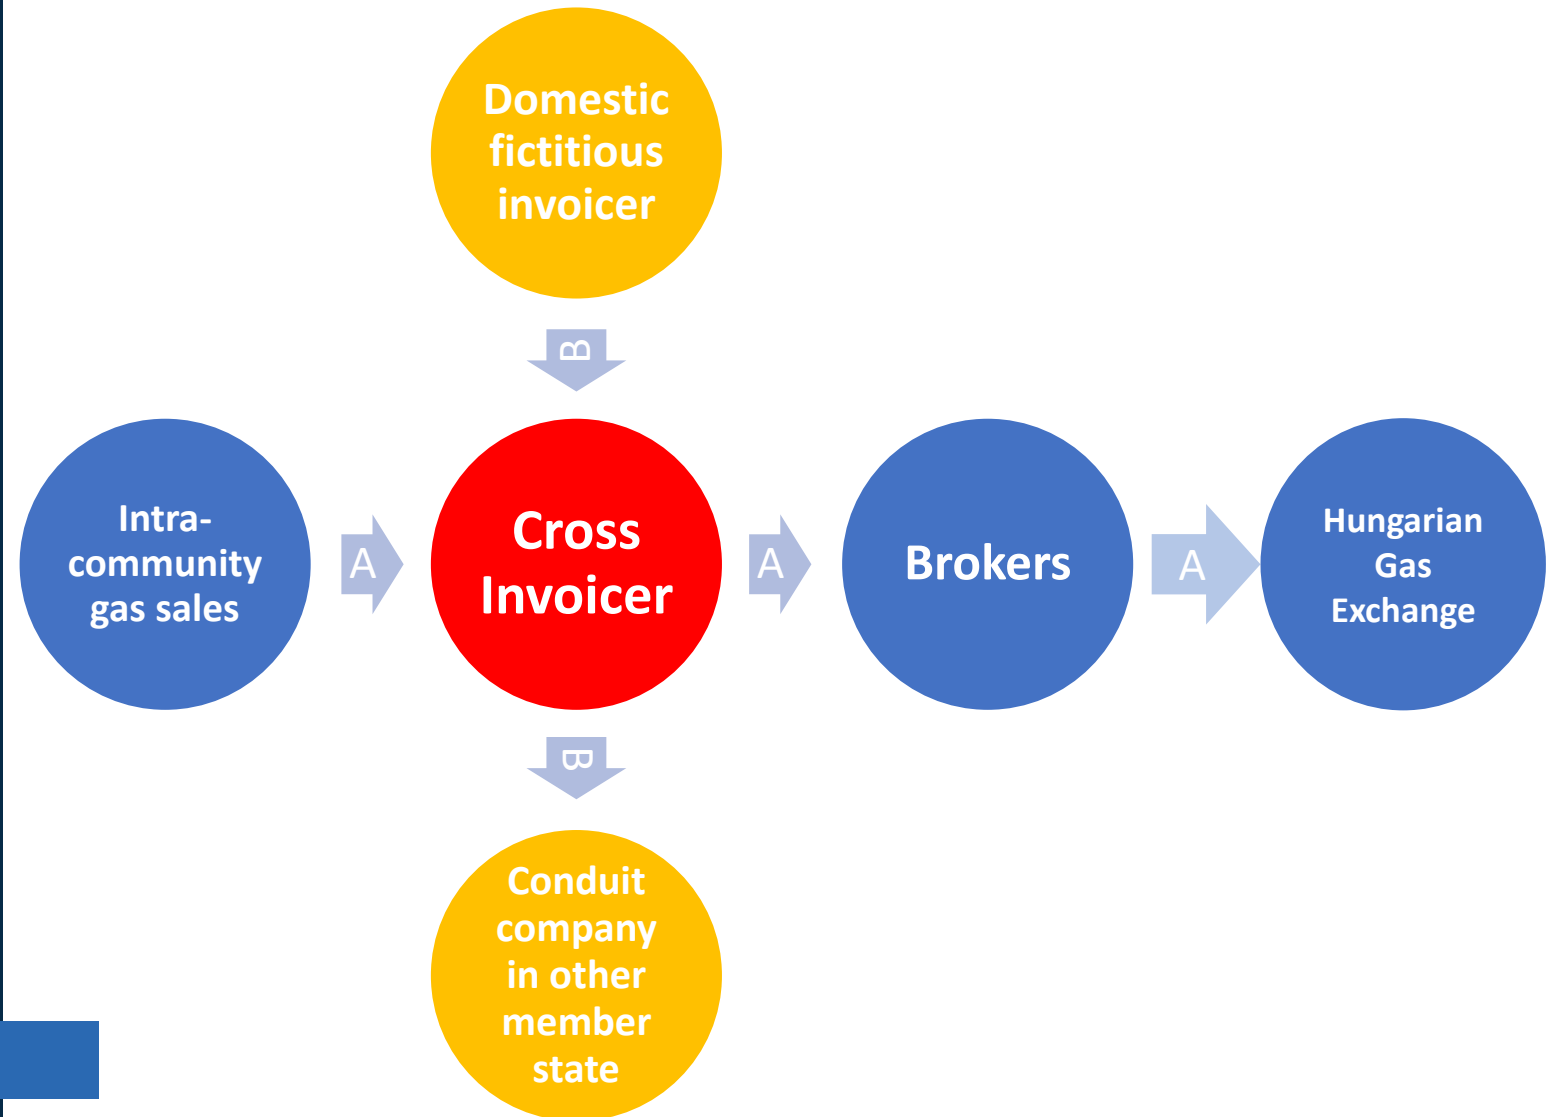 Domestic
fictitious
invoicer
B
Intra-
community
gas sales
A
Cross
Invoicer
A
Brokers
A
Hungarian
Gas
Exchange
B
Conduit
company
in other
member
state